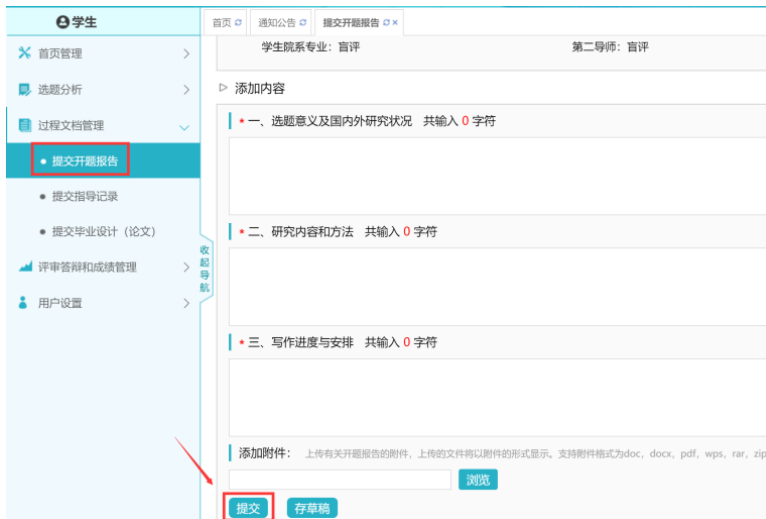 学生
首页管理
选题分析
过程文档管理
提交开题报告
提交指导记录
提交毕业设计（论文）
评审答辩和成绩管理
用户设置
收起导航
首页 通知公告 提交开题报告 ×
学生院系专业：盲评 第二导师：盲评
添加内容
* 一、选题意义及国内外研究状况 共输入 0 字符
* 二、研究内容和方法 共输入 0 字符
* 三、写作进度与安排 共输入 0 字符
添加附件： 上传有关开题报告的附件，上传的文件将以附件的形式显示。支持附件格式为doc，docx，pdf，wps，rar，zip
浏览
提交 存草稿